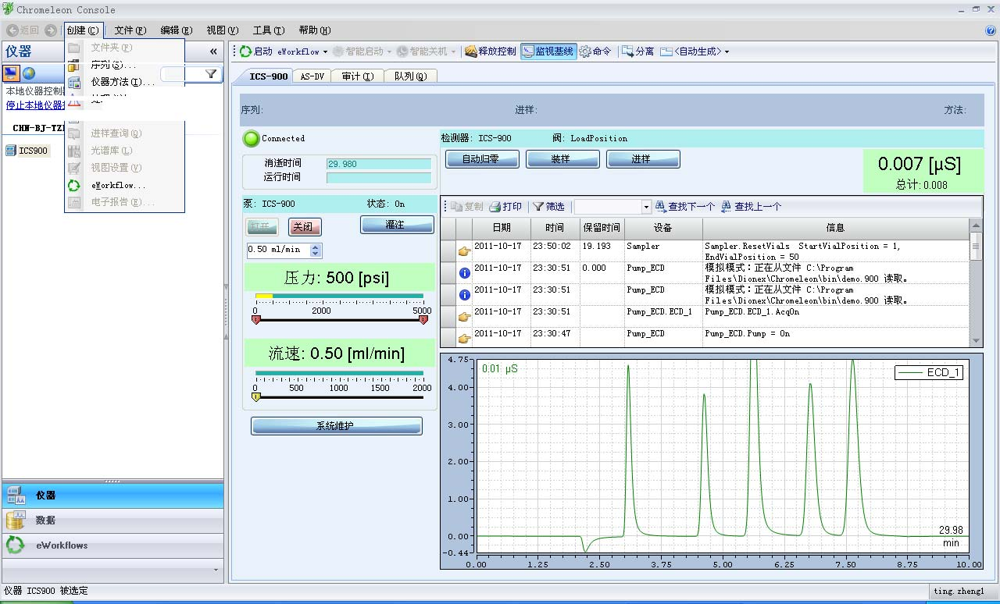 Chromeleon Console
返回 创建(C) 文件(F) 编辑(E) 视图(V) 工具(T) 帮助(H)
仪器 «
文件夹(F)
序列(S)...
仪器方法(I)...
进样查询(Q)
光谱库(L)
视图设置(V)
eWorkflow...
电子报告(E)...
本地仪器控制
停止本地仪器
CHN-BJ-TZ
ICS900
启动 eWorkflow 智能启动 智能关机 释放控制 监视基线 命令 分离 <自动生成>
ICS-900 AS-DV 审计(I) 队列(Q)
序列: 进样: 方法:
Connected
消逝时间 29.980
运行时间
泵: ICS-900 状态: On
打开 关闭 灌注
0.50 ml/min
压力: 500 [psi]
0 2000 5000
流速: 0.50 [ml/min]
0 500 1000 1500 2000
系统维护
检测器: ICS-900 阀: LoadPosition
自动归零 装样 进样
0.007 [µS]
总计: 0.008
复制 打印 筛选 查找下一个 查找上一个
日期 时间 保留时间 设备 信息
2011-10-17 23:50:02 19.193 Sampler Sampler.ResetVials StartVialPosition = 1,
EndVialPosition = 50
2011-10-17 23:30:51 0.000 Pump_ECD 模拟模式：正在从文件 C:\Program
Files\Dionex\Chromeleon\bin\demo.900 读取。
2011-10-17 23:30:51 Pump_ECD 模拟模式：正在从文件 C:\Program
Files\Dionex\Chromeleon\bin\demo.900 读取。
2011-10-17 23:30:51 Pump_ECD.ECD_1 Pump_ECD.ECD_1.AcqOn
2011-10-17 23:30:47 Pump_ECD Pump_ECD.Pump = On
0.01 µS
ECD_1
4.75
4.00
3.00
2.00
1.00
0.00
-0.44
29.98
min
0.00 1.25 2.50 3.75 5.00 6.25 7.50 8.75 10.00
仪器
数据
eWorkflows
仪器 ICS900 被选定
ting.zheng1